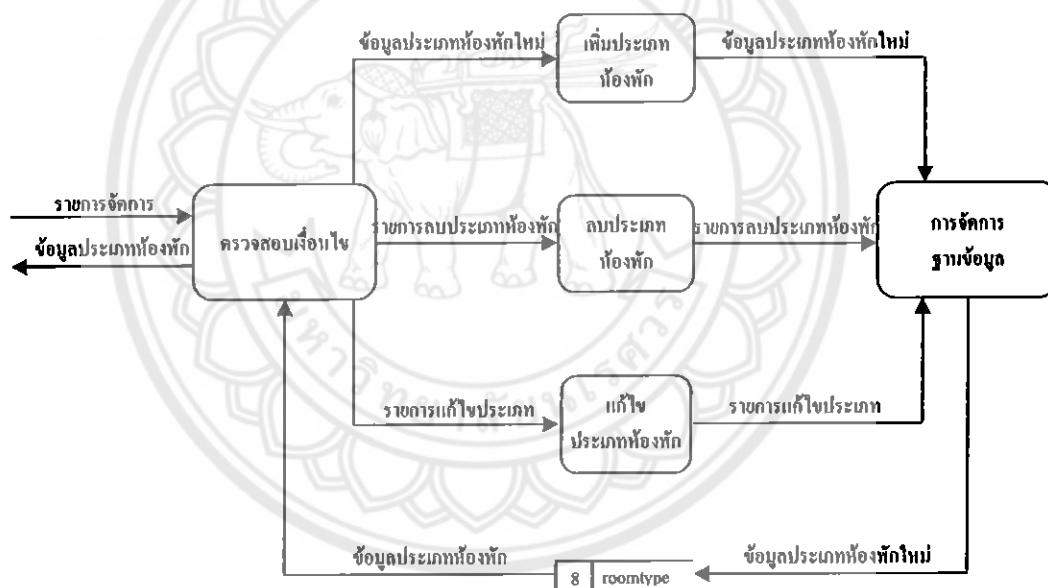 ข้อมูลประเภทห้องพักใหม่
เพิ่มประเภท
ห้องพัก
ข้อมูลประเภทห้องพักใหม่
รายการจัดการ
ข้อมูลประเภทห้องพัก
ตรวจสอบเงื่อนไข
รายการลบประเภทห้องพัก
ลบประเภท
ห้องพัก
รายการลบประเภทห้องพัก
การจัดการ
ฐานข้อมูล
รายการแก้ไขประเภท
แก้ไข
ประเภทห้องพัก
รายการแก้ไขประเภท
ข้อมูลประเภทห้องพัก
8 roomtype
ข้อมูลประเภทห้องพักใหม่